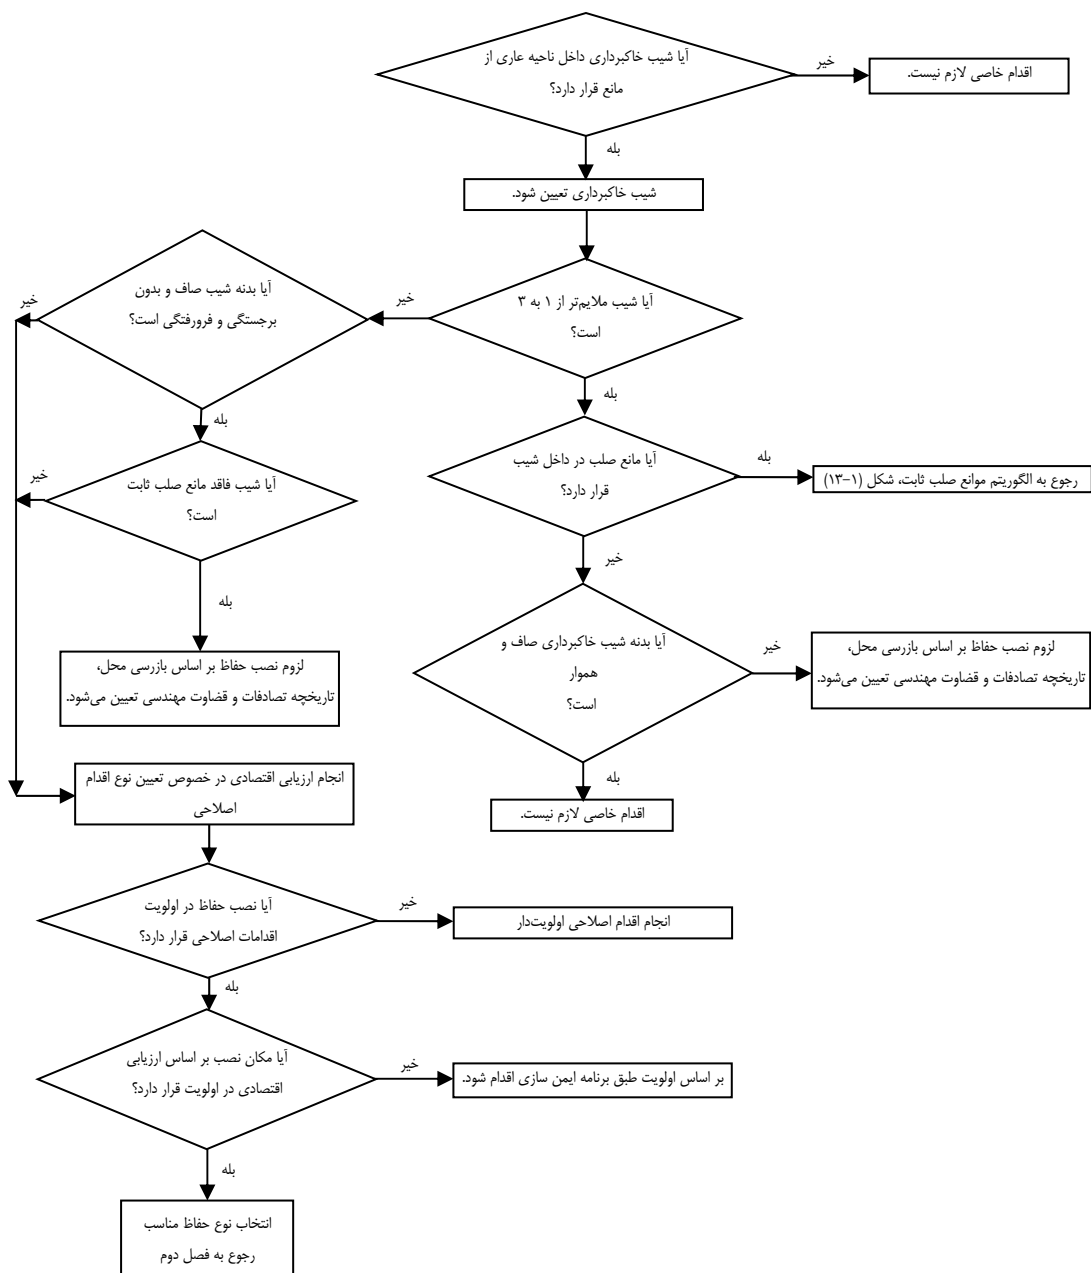 آیا شیب خاکبرداری داخل ناحیه عاری از
مانع قرار دارد؟
خیر
اقدام خاصی لازم نیست.
بله
شیب خاکبرداری تعیین شود.
آیا شیب ملایم‌تر از ۱ به ۳
است؟
خیر
آیا بدنه شیب صاف و بدون
برجستگی و فرورفتگی است؟
خیر
بله
بله
آیا مانع صلب در داخل شیب
قرار دارد؟
بله
رجوع به الگوریتم موانع صلب ثابت، شکل (۱-۱۳)
آیا شیب فاقد مانع صلب ثابت
است؟
خیر
خیر
بله
آیا بدنه شیب خاکبرداری صاف و
هموار
است؟
خیر
لزوم نصب حفاظ بر اساس بازرسی محل،
تاریخچه تصادفات و قضاوت مهندسی تعیین می‌شود.
لزوم نصب حفاظ بر اساس بازرسی محل،
تاریخچه تصادفات و قضاوت مهندسی تعیین می‌شود.
بله
اقدام خاصی لازم نیست.
انجام ارزیابی اقتصادی در خصوص تعیین نوع اقدام
اصلاحی
آیا نصب حفاظ در اولویت
اقدامات اصلاحی قرار دارد؟
خیر
انجام اقدام اصلاحی اولویت‌دار
بله
آیا مکان نصب بر اساس ارزیابی
اقتصادی در اولویت قرار دارد؟
خیر
بر اساس اولویت طبق برنامه ایمن سازی اقدام شود.
بله
انتخاب نوع حفاظ مناسب
رجوع به فصل دوم